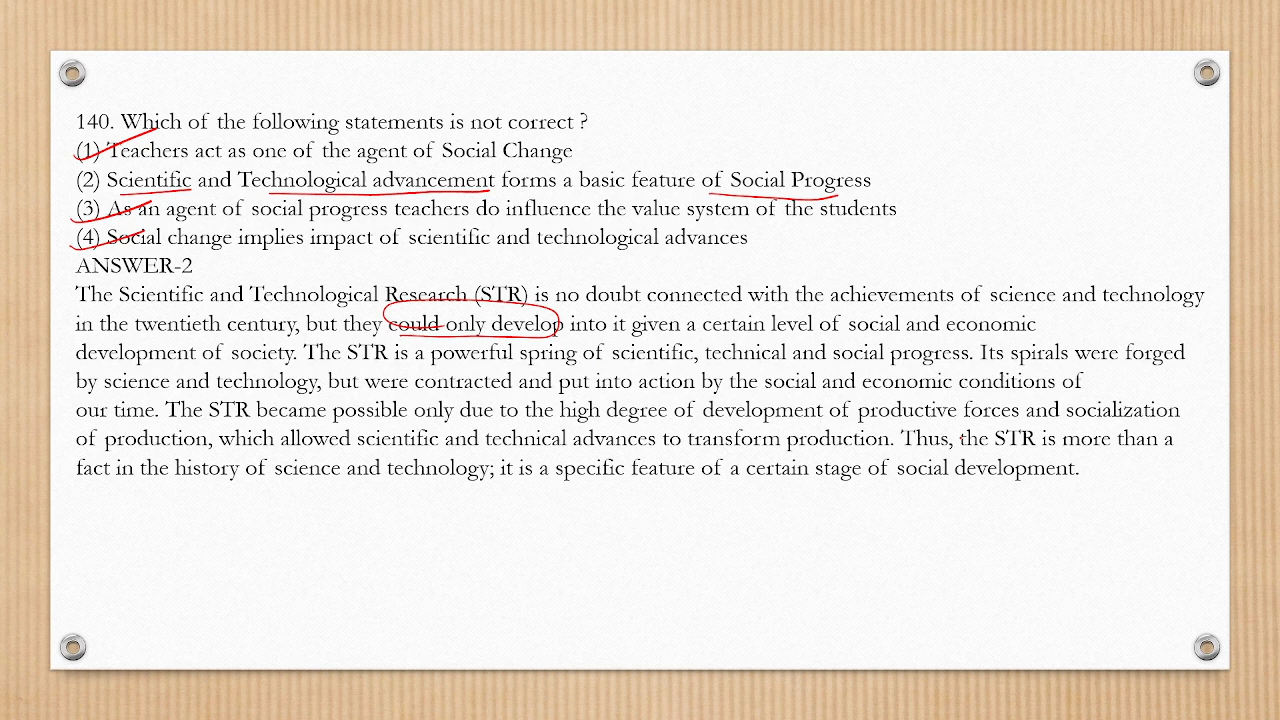 140. Which of the following statements is not correct ?
(1) Teachers act as one of the agent of Social Change
(2) Scientific and Technological advancement forms a basic feature of Social Progress
(3) As an agent of social progress teachers do influence the value system of the students
(4) Social change implies impact of scientific and technological advances
ANSWER-2
The Scientific and Technological Research (STR) is no doubt connected with the achievements of science and technology
in the twentieth century, but they could only develop into it given a certain level of social and economic
development of society. The STR is a powerful spring of scientific, technical and social progress. Its spirals were forged
by science and technology, but were contracted and put into action by the social and economic conditions of
our time. The STR became possible only due to the high degree of development of productive forces and socialization
of production, which allowed scientific and technical advances to transform production. Thus, the STR is more than a
fact in the history of science and technology; it is a specific feature of a certain stage of social development.